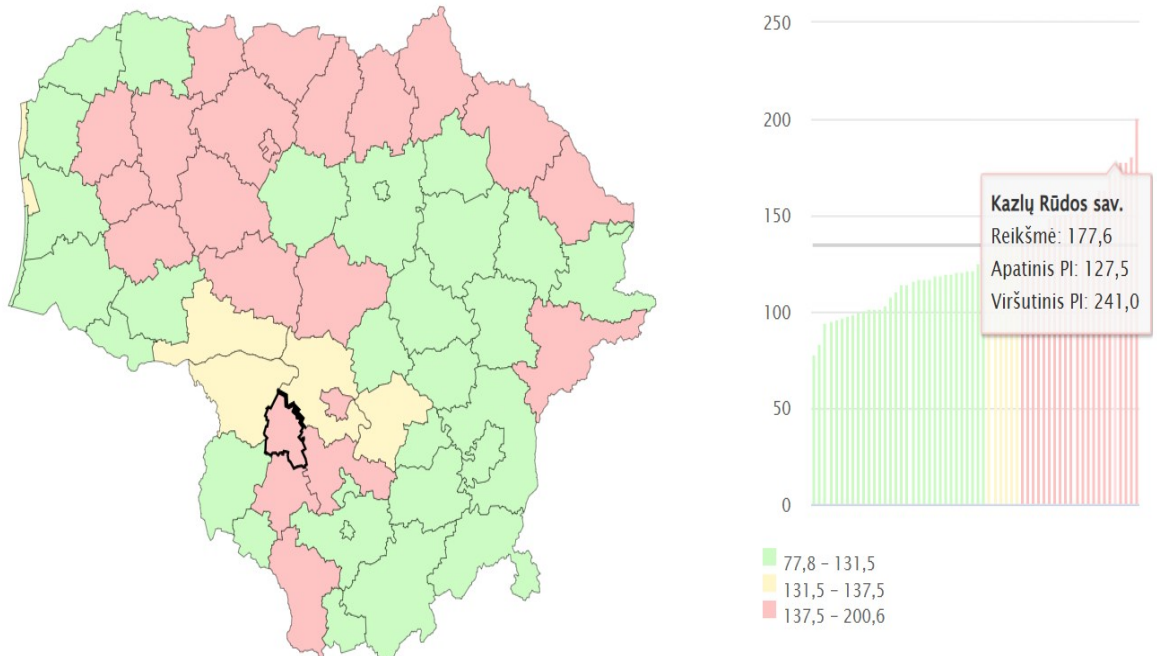 250
200
150
100
50
0
Kazlų Rūdos sav.
Reikšmė: 177,6
Apatinis PI: 127,5
Viršutinis PI: 241,0
77,8 – 131,5
131,5 – 137,5
137,5 – 200,6